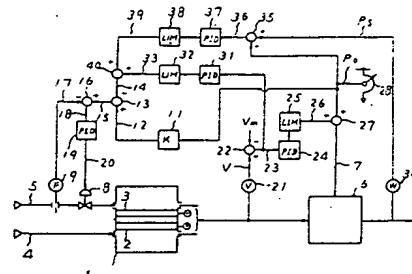 39 38 37 36 35 Ps
LIM PID
33 32 31
40 LIM PID
17 16 14 Po
18 15 13 25 26 28
PID 12 11 Vm LIM 27
19 K 22 23 PID 24
20 V 7
9 F 8 V 21 6 34
5 3 W
4 2
1